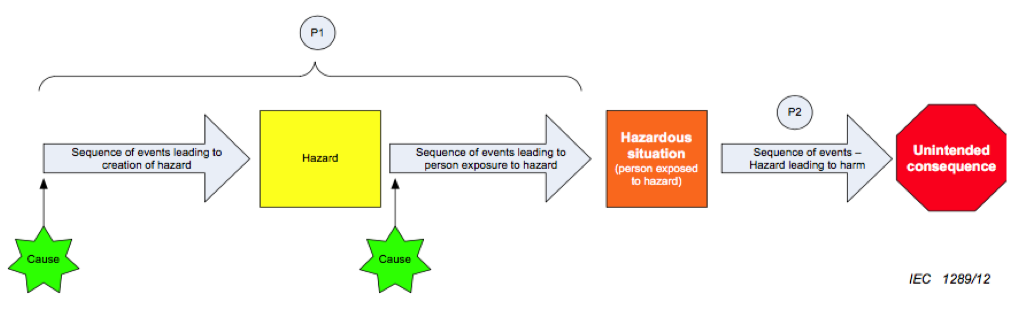 P1
Sequence of events leading to
creation of hazard
Hazard
Sequence of events leading to
person exposure to hazard
Hazardous
situation
(person exposed
to hazard)
P2
Sequence of events –
Hazard leading to harm
Unintended
consequence
Cause
Cause
IEC 1289/12